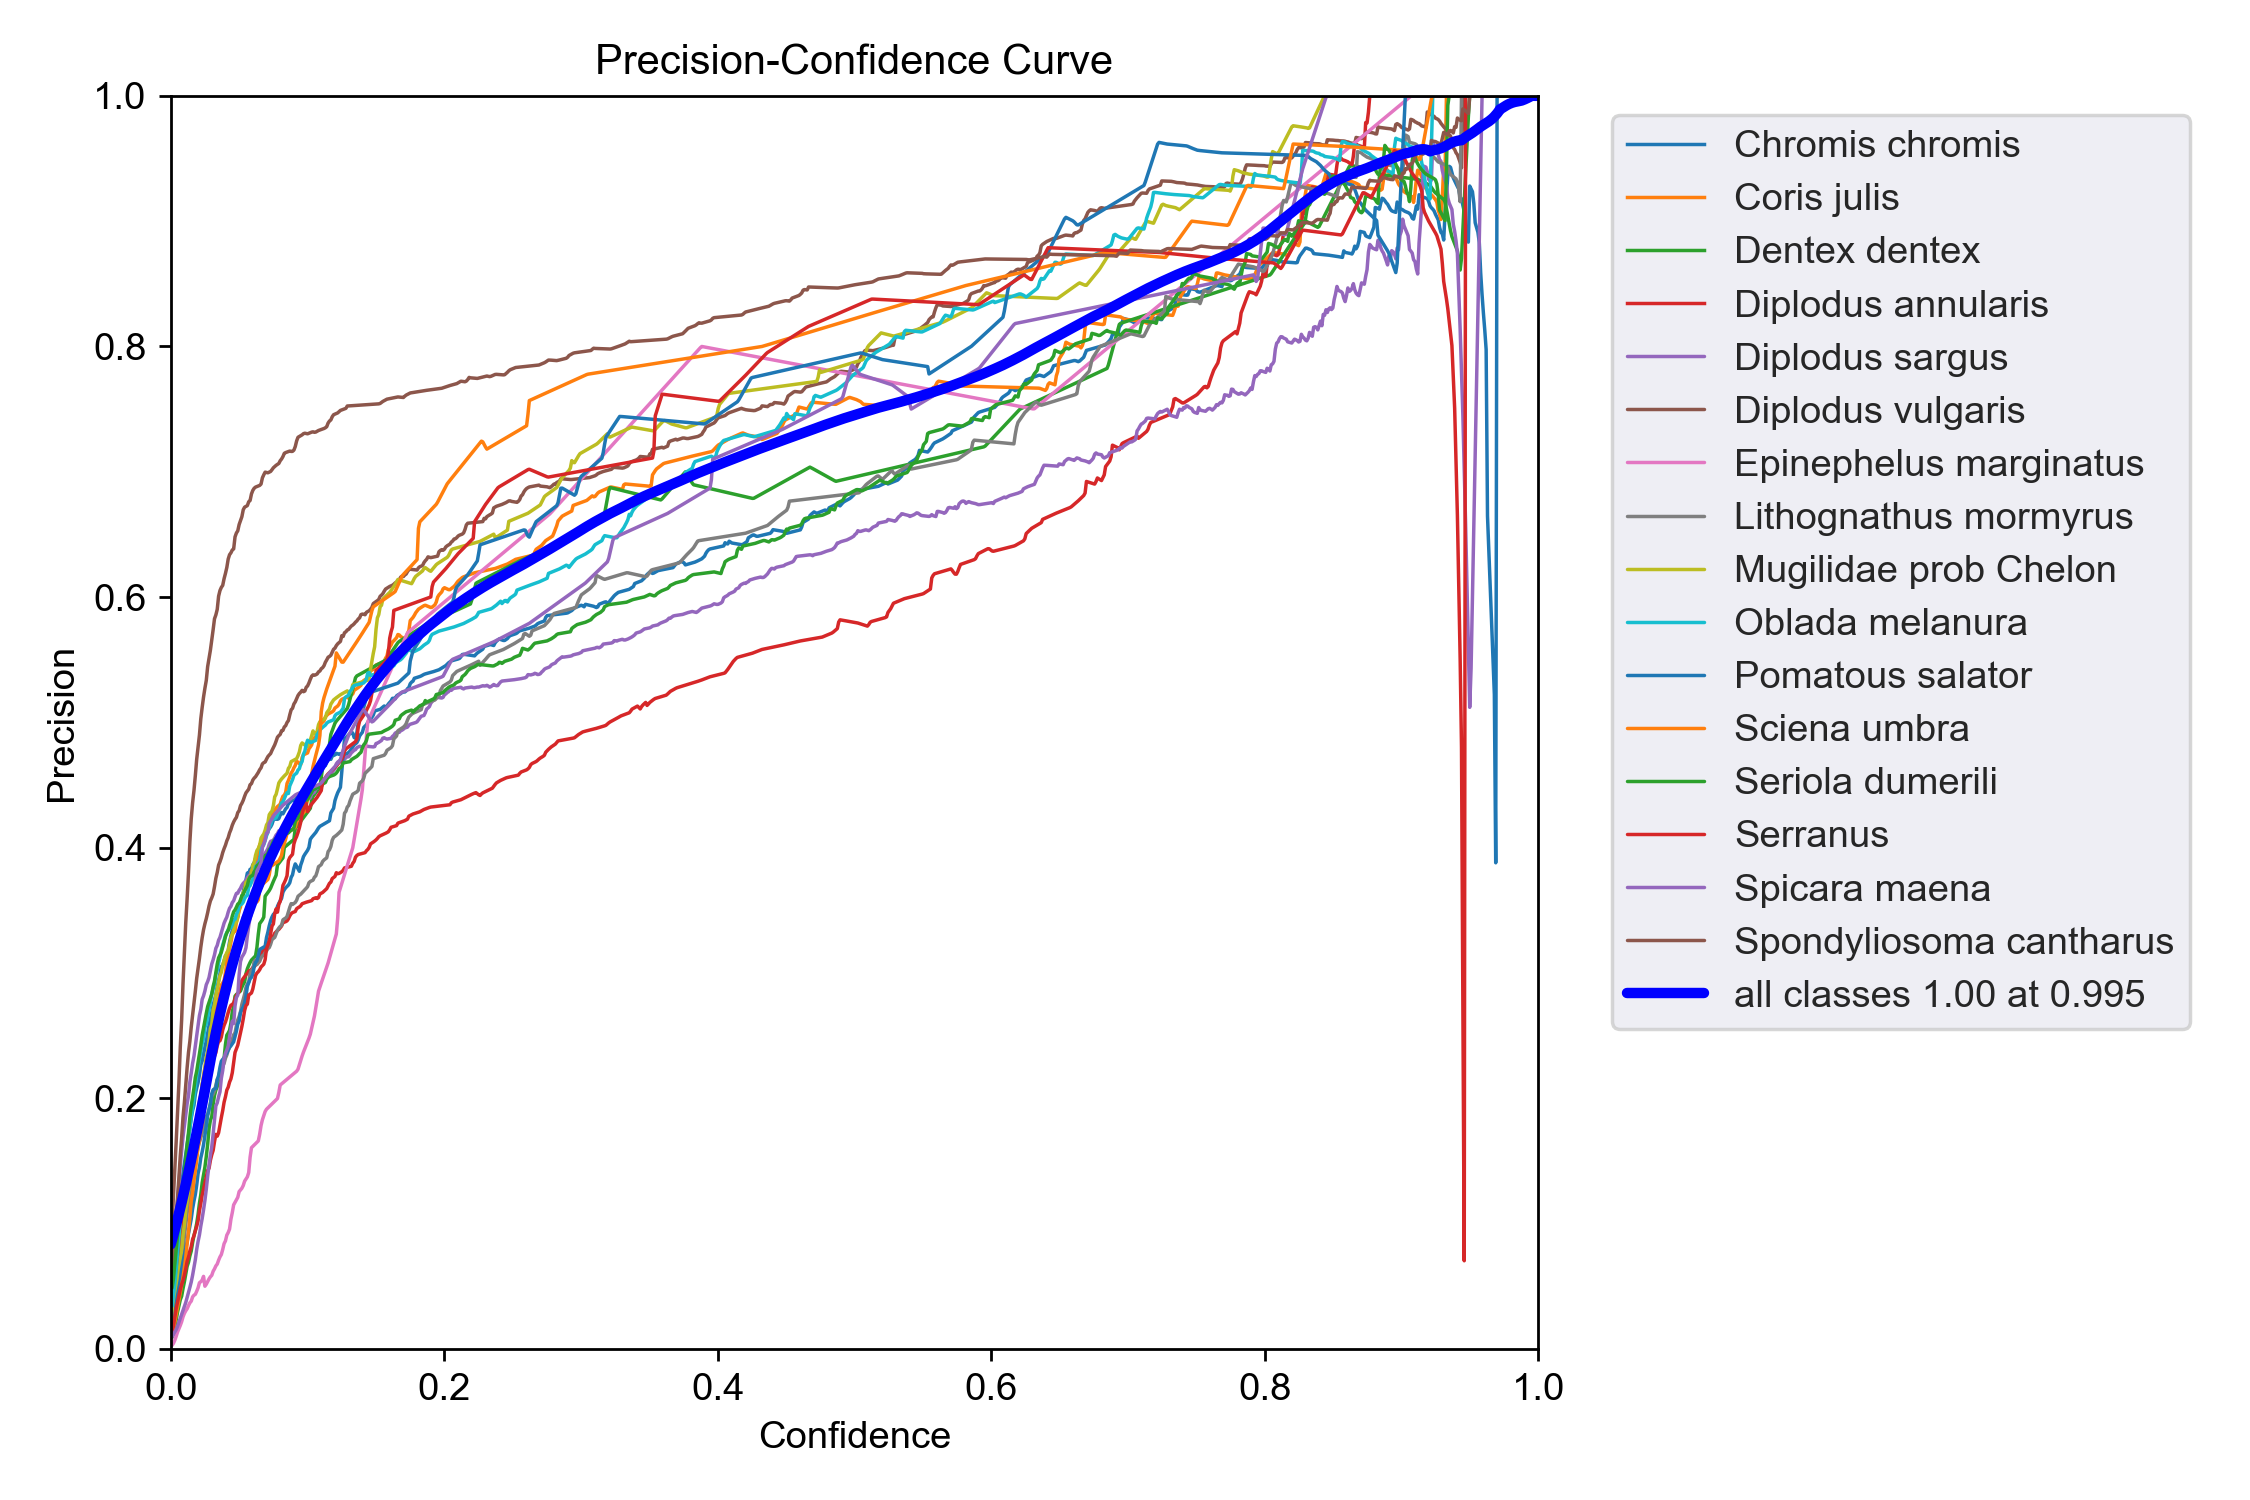 Precision-Confidence Curve
1.0
0.8
0.6
0.4
0.2
0.0
Precision
0.0 0.2 0.4 0.6 0.8 1.0
Confidence
Chromis chromis
Coris julis
Dentex dentex
Diplodus annularis
Diplodus sargus
Diplodus vulgaris
Epinephelus marginatus
Lithognathus mormyrus
Mugilidae prob Chelon
Oblada melanura
Pomatous salator
Sciena umbra
Seriola dumerili
Serranus
Spicara maena
Spondyliosoma cantharus
all classes 1.00 at 0.995